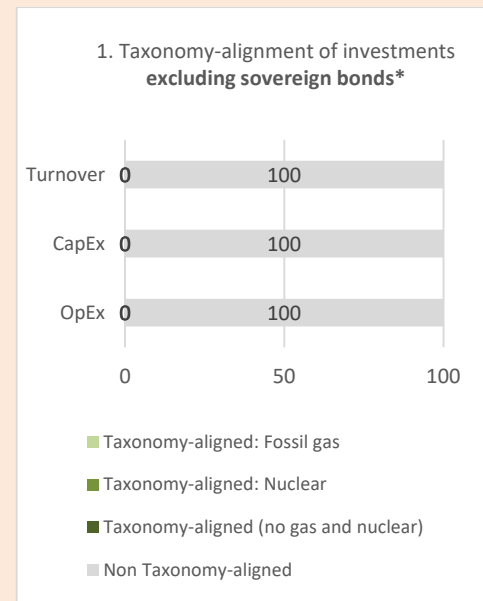 1. Taxonomy-alignment of investments
excluding sovereign bonds*
Turnover 0 100
CapEx 0 100
OpEx 0 100
0 50 100
Taxonomy-aligned: Fossil gas
Taxonomy-aligned: Nuclear
Taxonomy-aligned (no gas and nuclear)
Non Taxonomy-aligned